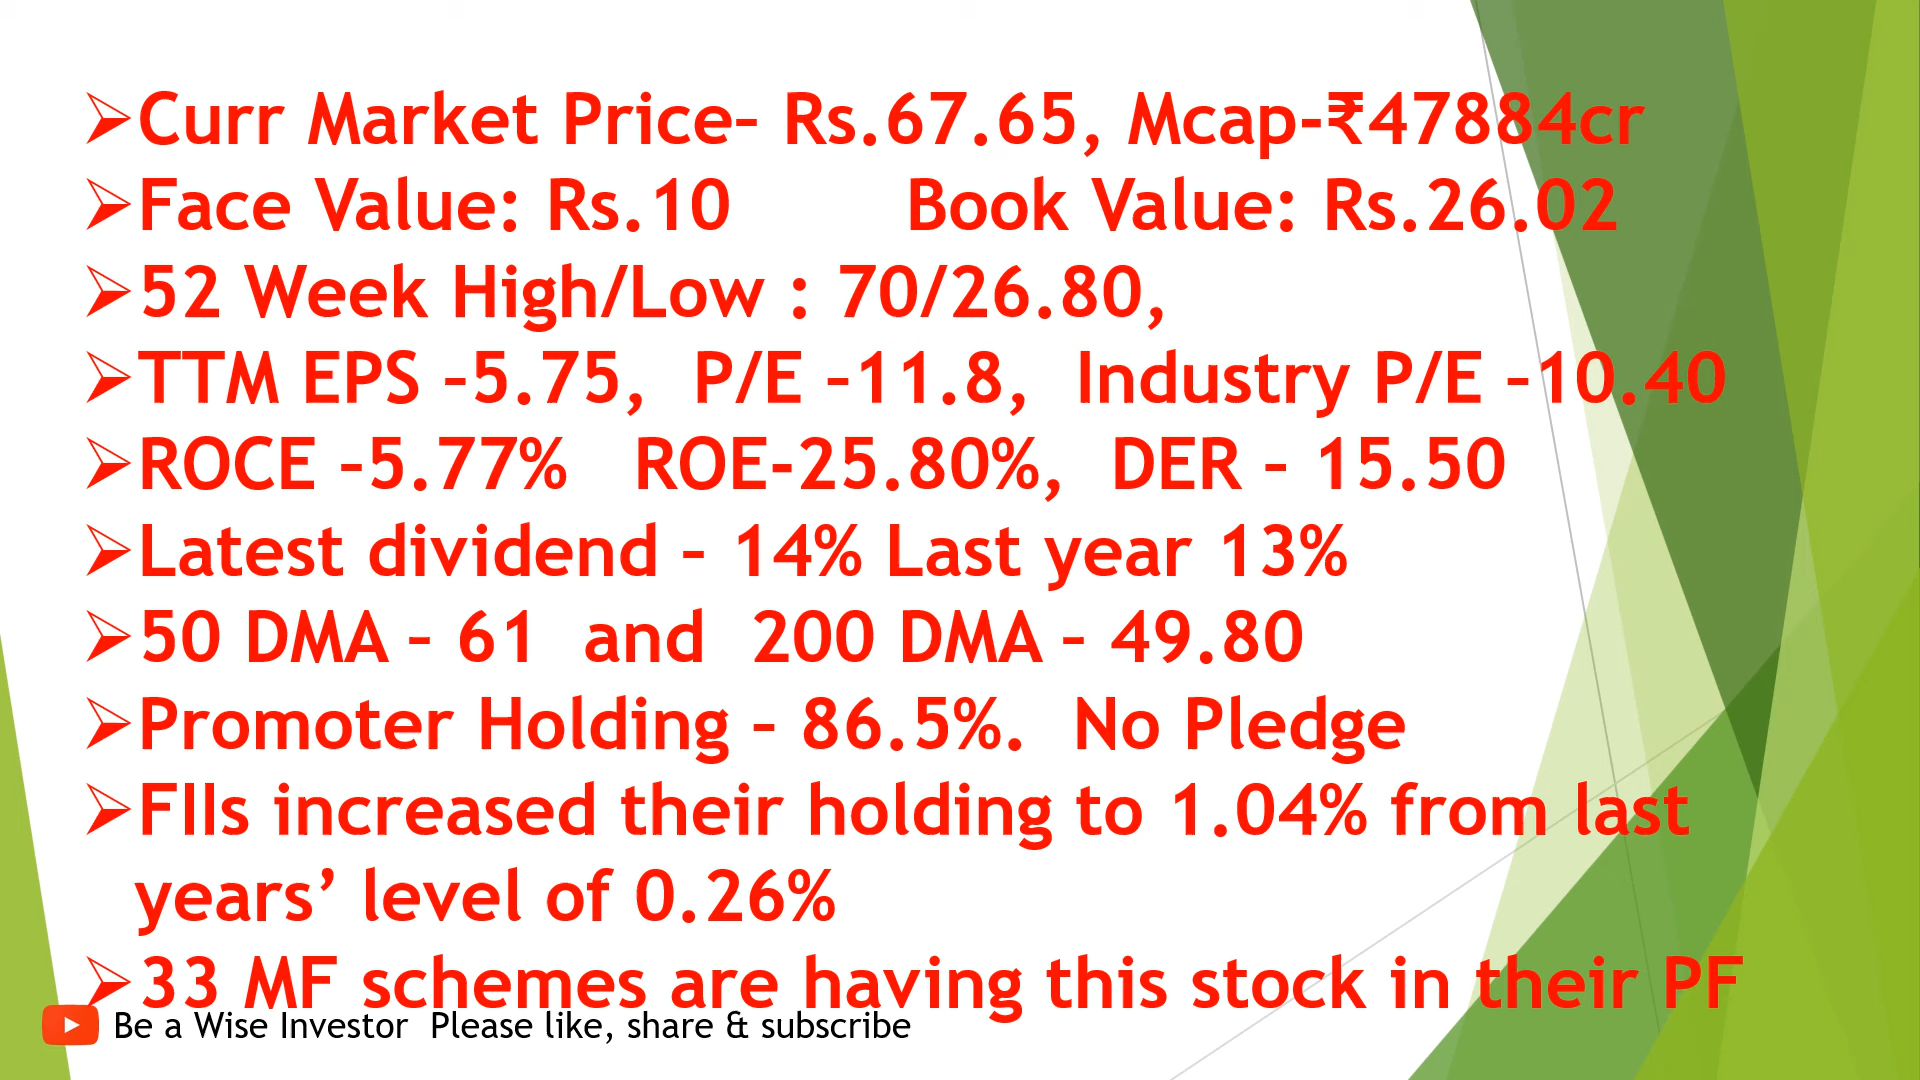 ➢Curr Market Price– Rs.67.65, Mcap-₹47884cr
➢Face Value: Rs.10 Book Value: Rs.26.02
➢52 Week High/Low : 70/26.80,
➢TTM EPS –5.75, P/E –11.8, Industry P/E –10.40
➢ROCE –5.77% ROE-25.80%, DER – 15.50
➢Latest dividend – 14% Last year 13%
➢50 DMA – 61 and 200 DMA – 49.80
➢Promoter Holding – 86.5%. No Pledge
➢FIIs increased their holding to 1.04% from last
years’ level of 0.26%
➢33 MF schemes are having this stock in their PF
Be a Wise Investor Please like, share & subscribe